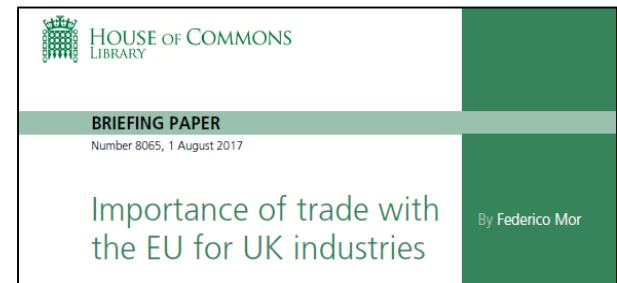 HOUSE OF COMMONS
LIBRARY
BRIEFING PAPER
Number 8065, 1 August 2017
Importance of trade with
the EU for UK industries
By Federico Mor